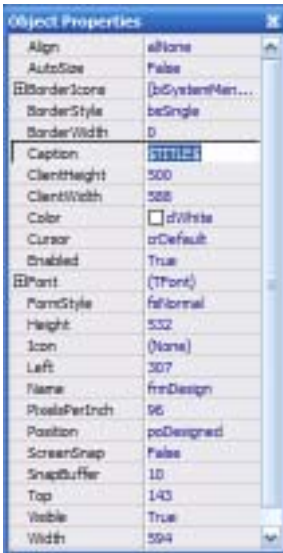 Object Properties
Align alNone
AutoSize False
BorderIcons [biSystemMen...
BorderStyle bsSingle
BorderWidth 0
Caption
ClientHeight 500
ClientWidth 588
Color clWhite
Cursor crDefault
Enabled True
Font (TFont)
FormStyle fsNormal
Height 532
Icon (None)
Left 307
Name frmDesign
PixelsPerInch 96
Position poDesigned
ScreenSnap False
SnapBuffer 10
Top 143
Visible True
Width 594